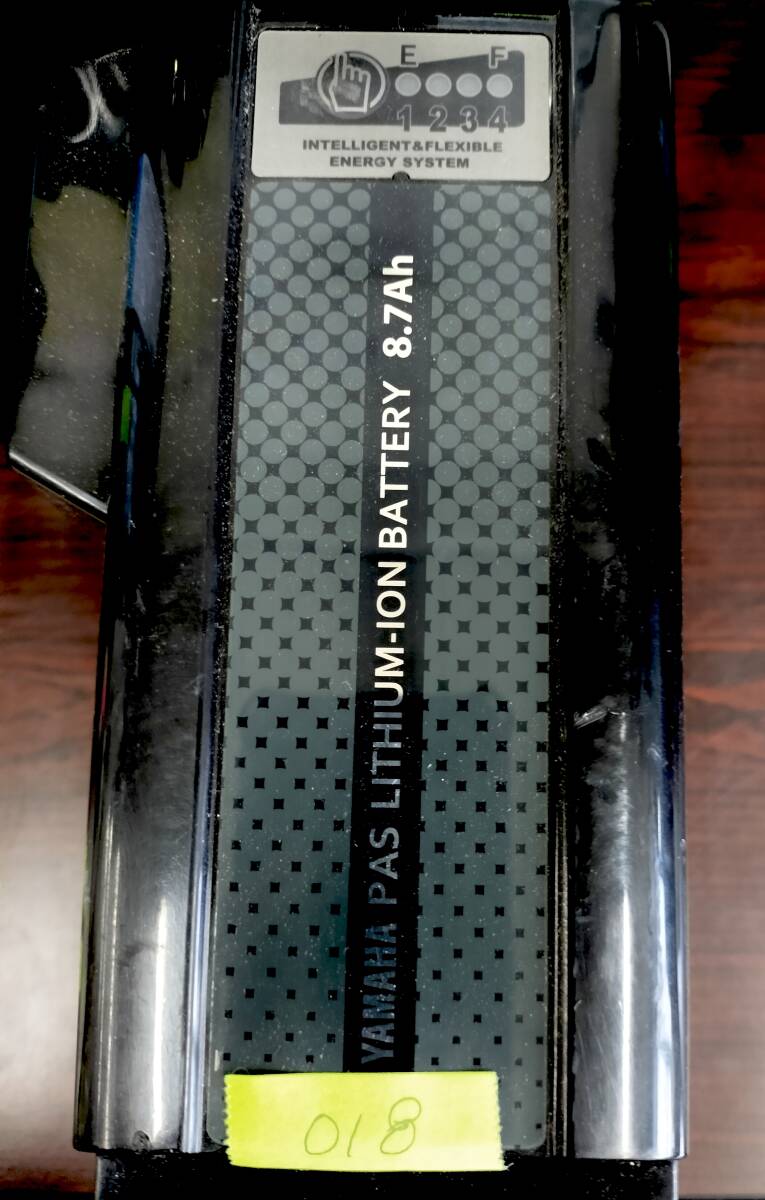 E F
1 2 3 4
INTELLIGENT&FLEXIBLE
ENERGY SYSTEM
YAMAHA PAS LITHIUM-ION BATTERY 8.7Ah
018